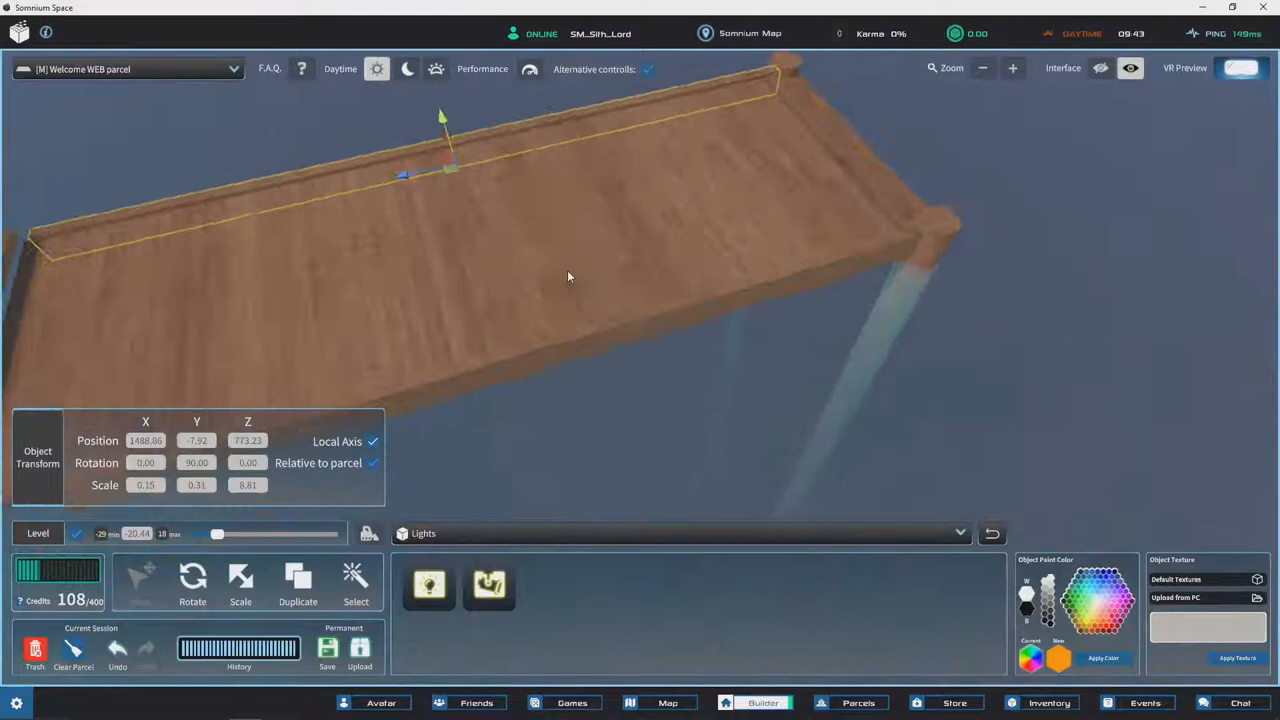 Somnium Space
ONLINE SM_Sith_Lord Somnium Map 0 Karma 0% 0.00 DAYTIME 09:43 PING 149ms
[M] Welcome WEB parcel F.A.Q. ? Daytime Performance Alternative controlls: Zoom Interface VR Preview
X Y Z
Object Transform
Position 1488.86 -7.92 773.23 Local Axis
Rotation 0.00 90.00 0.00 Relative to parcel
Scale 0.15 0.31 8.81
Level -29 min -20.44 18 max Lights
? Credits 108/400 Rotate Scale Duplicate Select
Current Session Permanent
Trash Clear Parcel Undo History Save Upload
Object Paint Color
W
B
Current New Apply Color
Object Texture
Default Textures
Upload from PC
Apply Texture
Avatar Friends Games Map Builder Parcels Store Inventory Events Chat